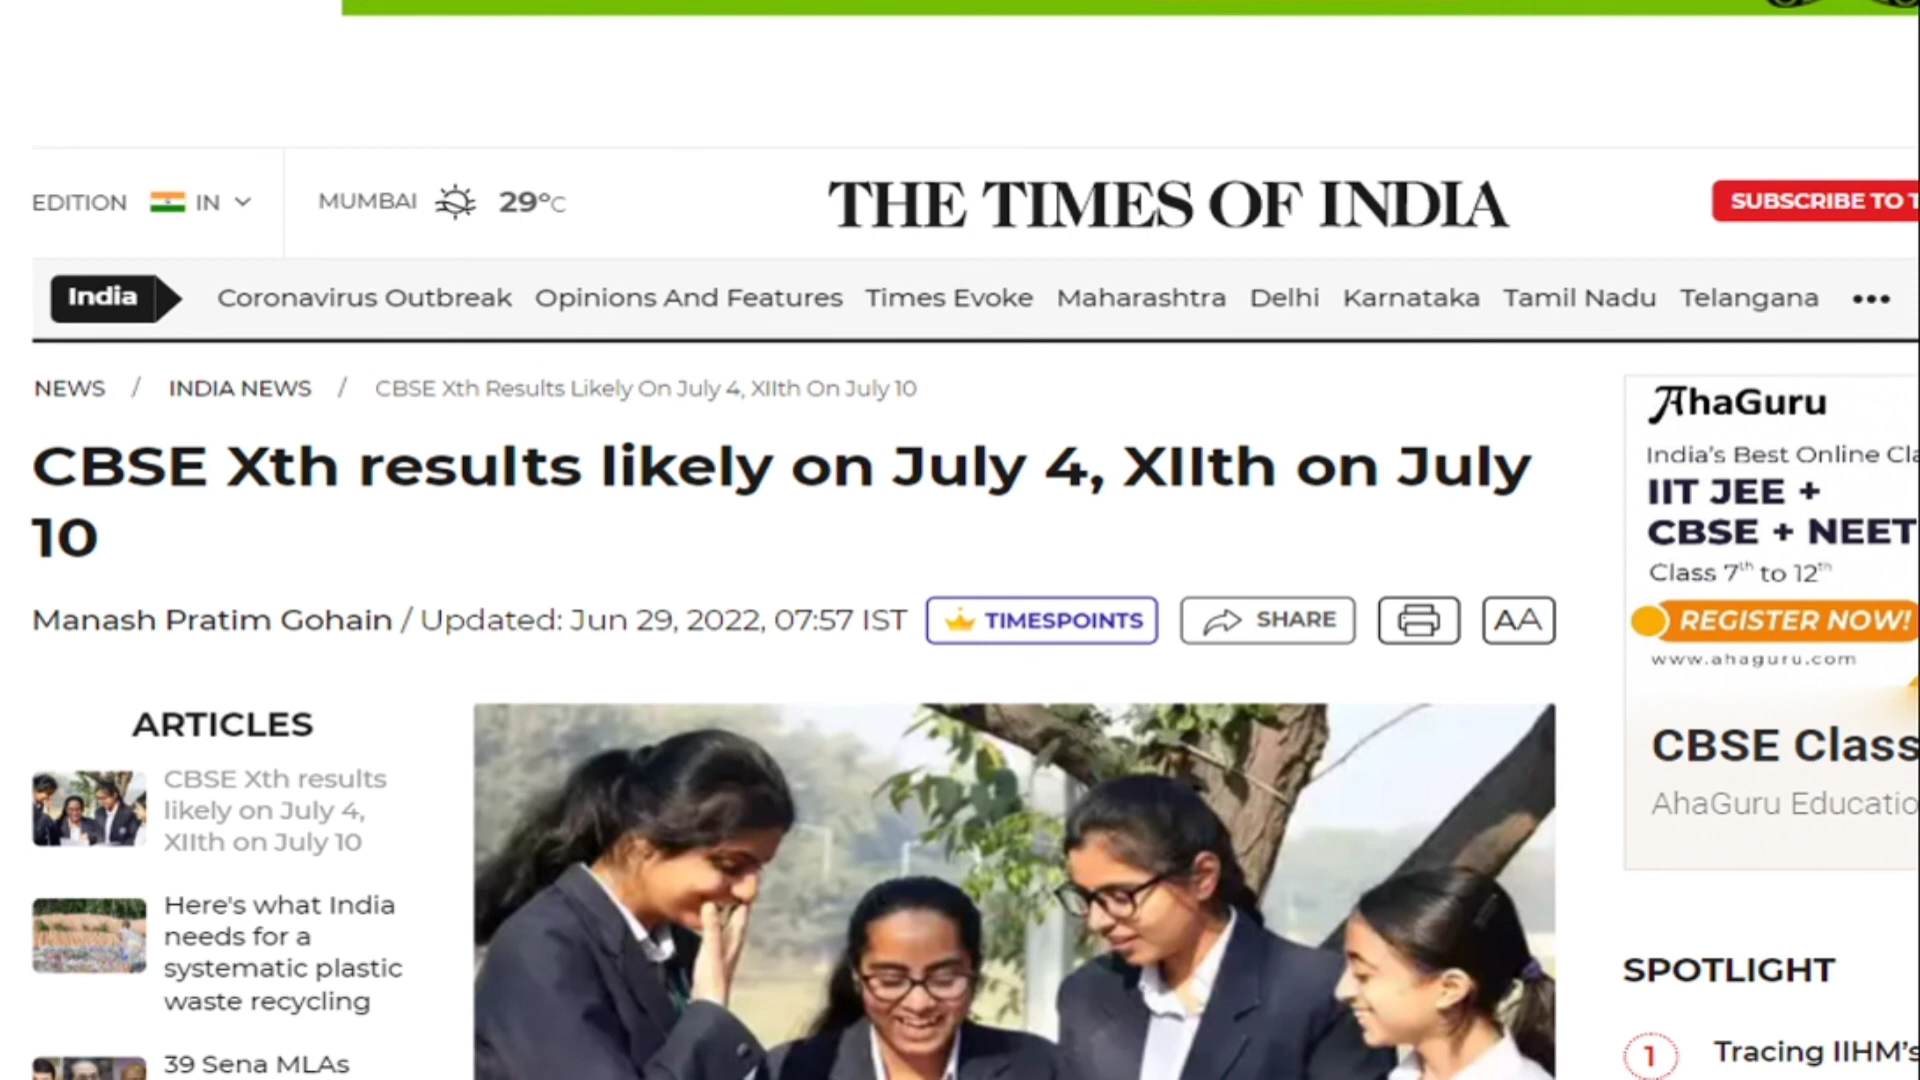 EDITION IN
MUMBAI 29°C
THE TIMES OF INDIA
SUBSCRIBE TO
India
Coronavirus Outbreak Opinions And Features Times Evoke Maharashtra Delhi Karnataka Tamil Nadu Telangana
NEWS / INDIA NEWS / CBSE Xth Results Likely On July 4, XIIth On July 10
CBSE Xth results likely on July 4, XIIth on July
10
Manash Pratim Gohain / Updated: Jun 29, 2022, 07:57 IST
TIMESPOINTS
SHARE
AA
ARTICLES
CBSE Xth results
likely on July 4,
XIIth on July 10
Here's what India
needs for a
systematic plastic
waste recycling
39 Sena MLAs
AhaGuru
India's Best Online
IIT JEE +
CBSE + NEET
Class 7th to 12th
REGISTER NOW!
www.ahaguru.com
CBSE Class
AhaGuru
SPOTLIGHT
1 Tracing IIHM's